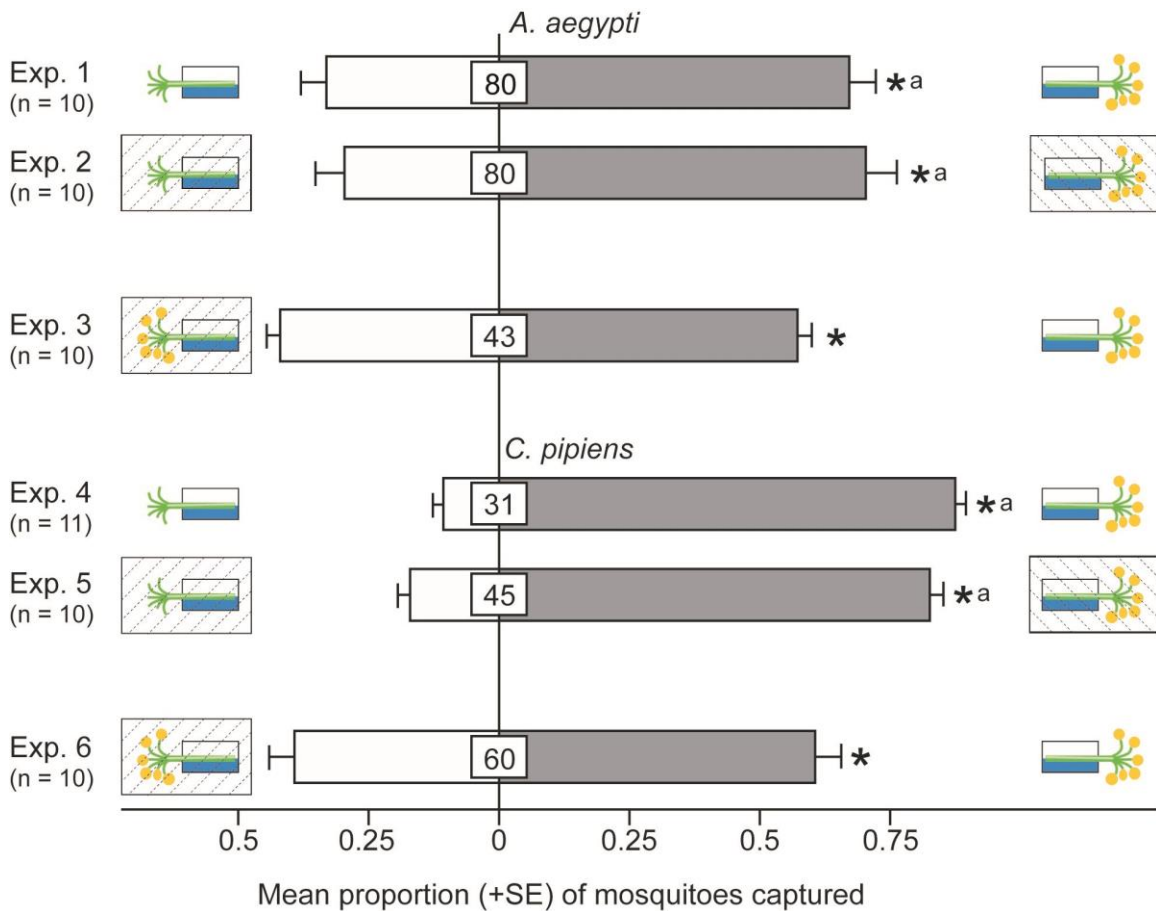 A. aegypti
Exp. 1
(n = 10)
80
* a
Exp. 2
(n = 10)
80
* a
Exp. 3
(n = 10)
43
*
C. pipiens
Exp. 4
(n = 11)
31
* a
Exp. 5
(n = 10)
45
* a
Exp. 6
(n = 10)
60
*
0.5 0.25 0 0.25 0.5 0.75
Mean proportion (+SE) of mosquitoes captured